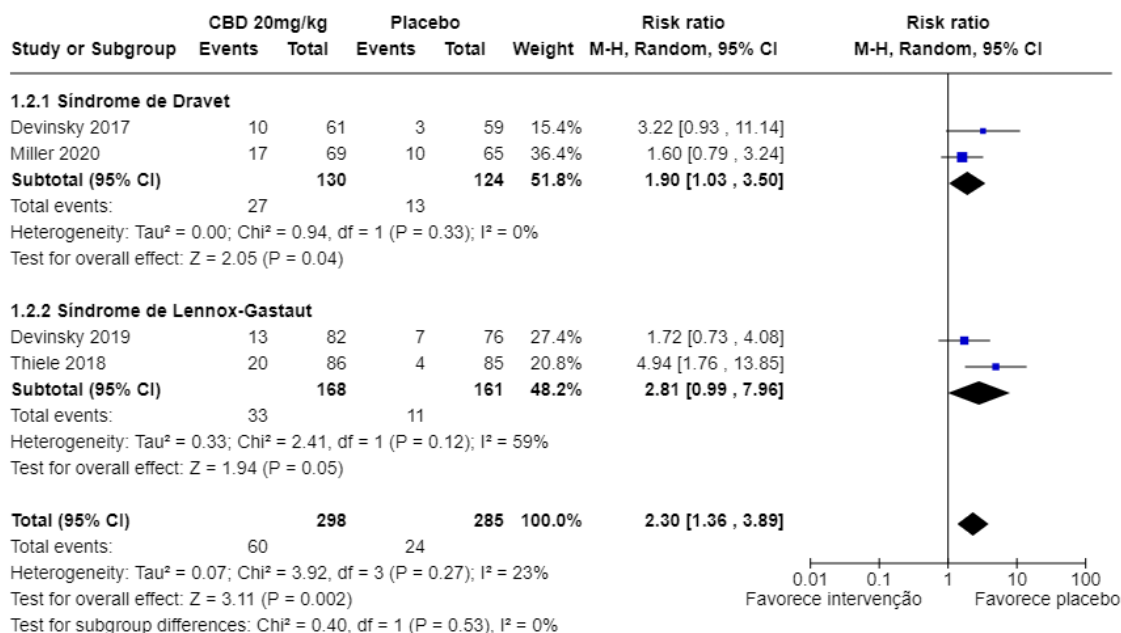 CBD 20mg/kg Placebo Risk ratio Risk ratio
Study or Subgroup Events Total Events Total Weight M-H, Random, 95% CI M-H, Random, 95% CI
1.2.1 Síndrome de Dravet
Devinsky 2017 10 61 3 59 15.4% 3.22 [0.93 , 11.14]
Miller 2020 17 69 10 65 36.4% 1.60 [0.79 , 3.24]
Subtotal (95% CI) 130 124 51.8% 1.90 [1.03 , 3.50]
Total events: 27 13
Heterogeneity: Tau² = 0.00; Chi² = 0.94, df = 1 (P = 0.33); I² = 0%
Test for overall effect: Z = 2.05 (P = 0.04)
1.2.2 Síndrome de Lennox-Gastaut
Devinsky 2019 13 82 7 76 27.4% 1.72 [0.73 , 4.08]
Thiele 2018 20 86 4 85 20.8% 4.94 [1.76 , 13.85]
Subtotal (95% CI) 168 161 48.2% 2.81 [0.99 , 7.96]
Total events: 33 11
Heterogeneity: Tau² = 0.33; Chi² = 2.41, df = 1 (P = 0.12); I² = 59%
Test for overall effect: Z = 1.94 (P = 0.05)
Total (95% CI) 298 285 100.0% 2.30 [1.36 , 3.89]
Total events: 60 24
Heterogeneity: Tau² = 0.07; Chi² = 3.92, df = 3 (P = 0.27); I² = 23%
Test for overall effect: Z = 3.11 (P = 0.002)
Test for subgroup differences: Chi² = 0.40, df = 1 (P = 0.53), I² = 0%
0.01 0.1 1 10 100
Favorece intervenção Favorece placebo